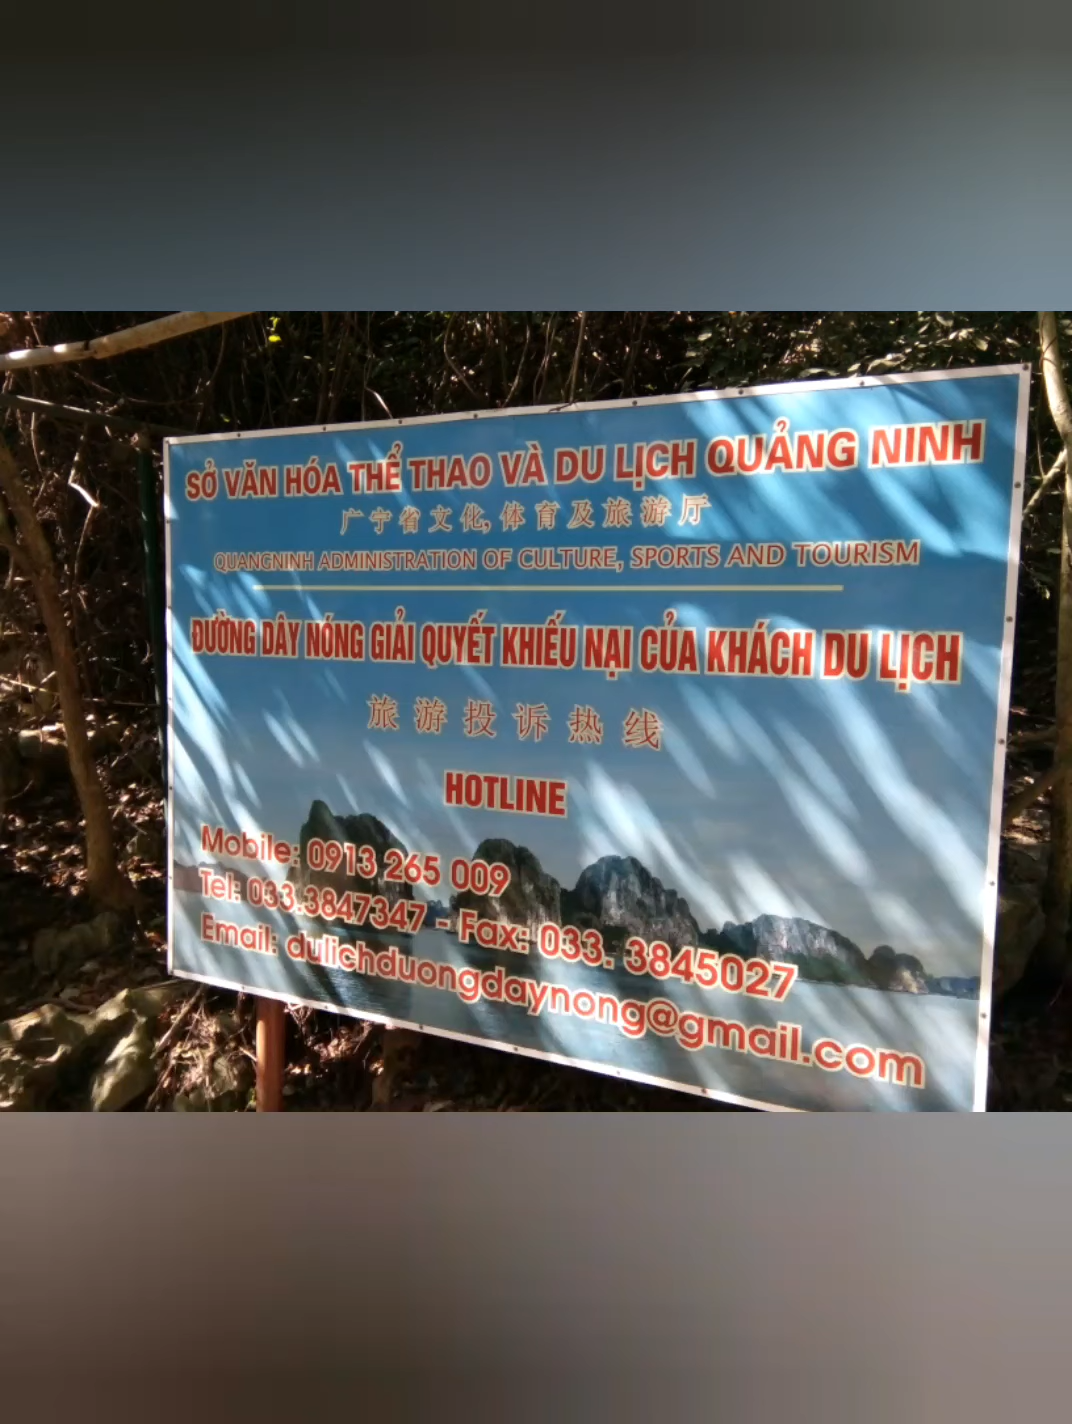 SỞ VĂN HÓA THỂ THAO VÀ DU LỊCH QUẢNG NINH
广宁省文化,体育及旅游厅
QUANGNINH ADMINISTRATION OF CULTURE, SPORTS AND TOURISM
ĐƯỜNG DÂY NÓNG GIẢI QUYẾT KHIẾU NẠI CỦA KHÁCH DU LỊCH
旅游投诉热线
HOTLINE
Mobile: 0913 265 009
Tel: 033.3847347 - Fax: 033. 3845027
Email: dulichduongdaynong@gmail.com